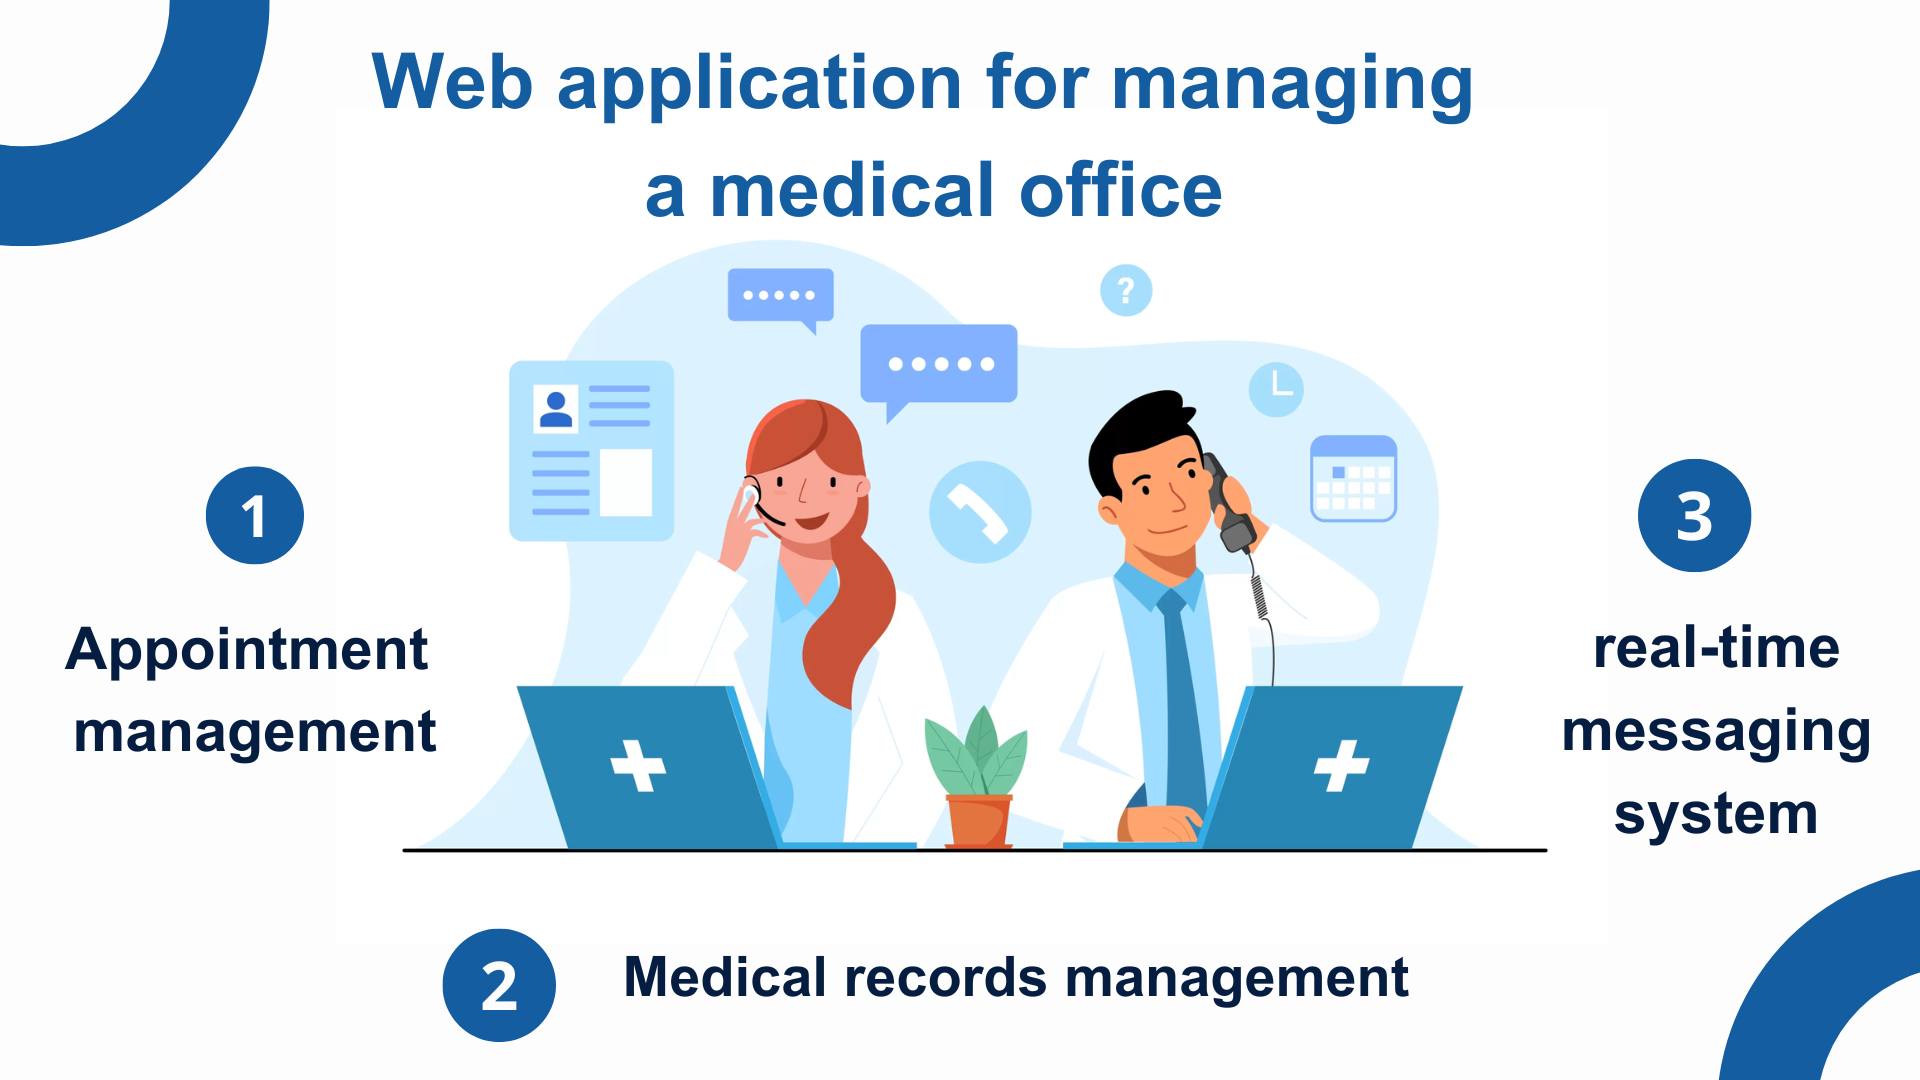 Web application for managing
a medical office
?
1
Appointment
management
2
Medical records management
3
real-time
messaging
system